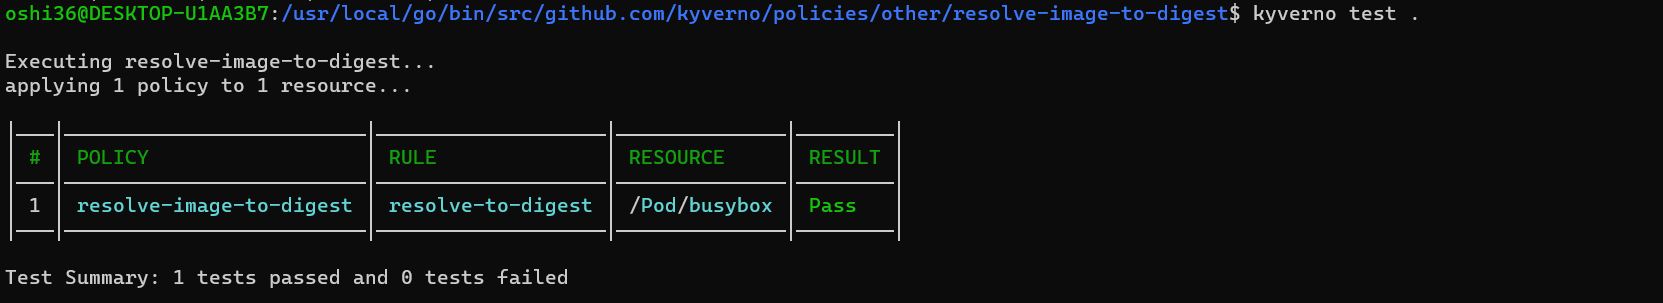 oshi36@DESKTOP-U1AA3B7:/usr/local/go/bin/src/github.com/kyverno/policies/other/resolve-image-to-digest$ kyverno test .
Executing resolve-image-to-digest...
applying 1 policy to 1 resource...
# POLICY RULE RESOURCE RESULT
1 resolve-image-to-digest resolve-to-digest /Pod/busybox Pass
Test Summary: 1 tests passed and 0 tests failed